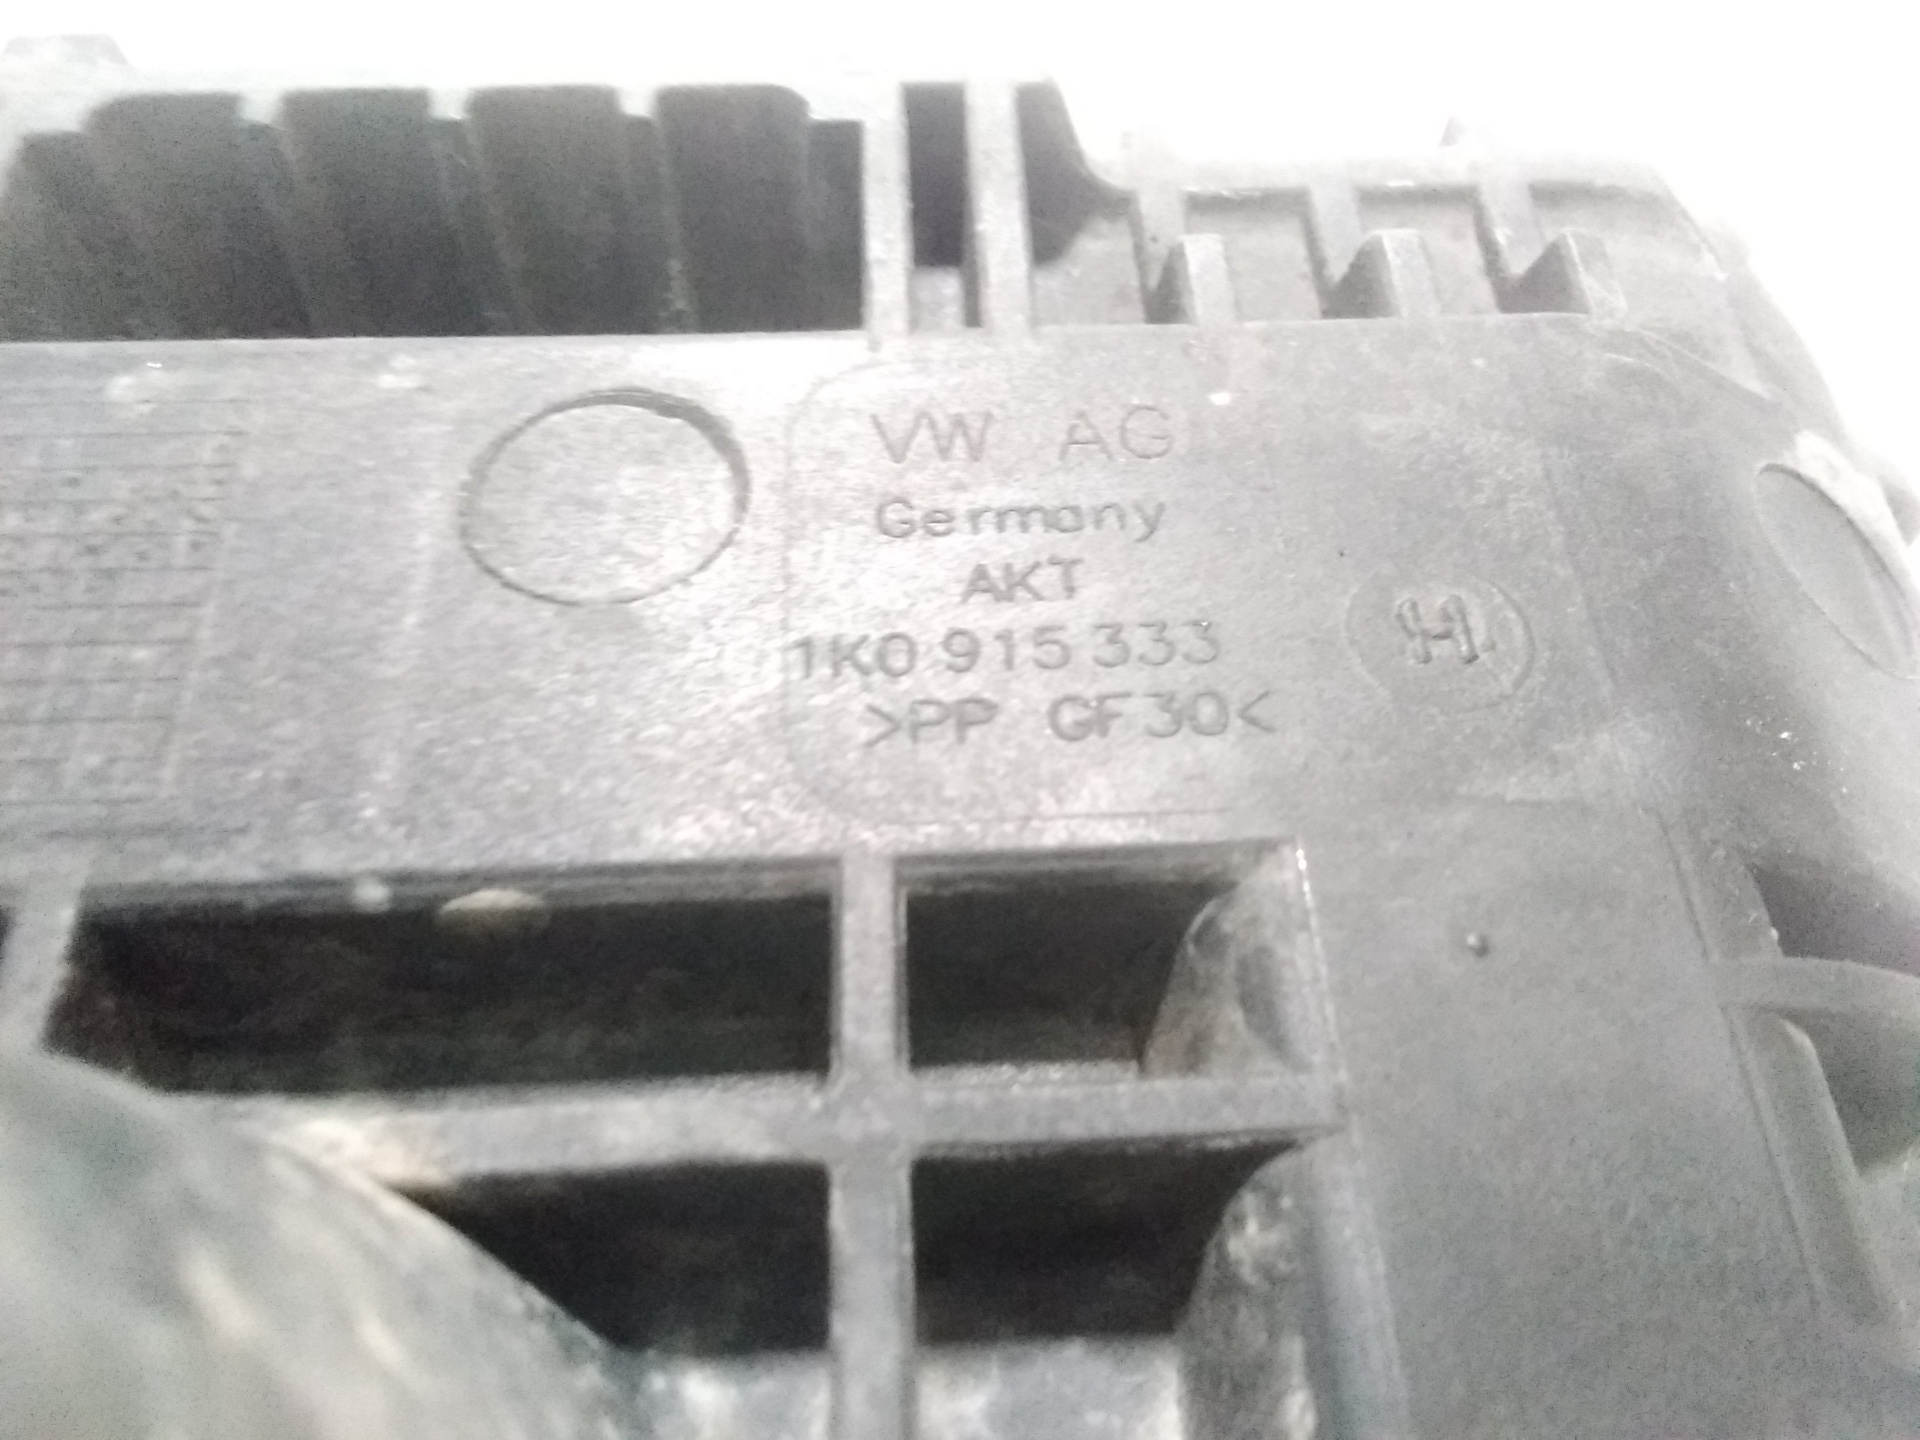 VW AG
Germany
AKT
1K0 915 333
>PP GF30<
H